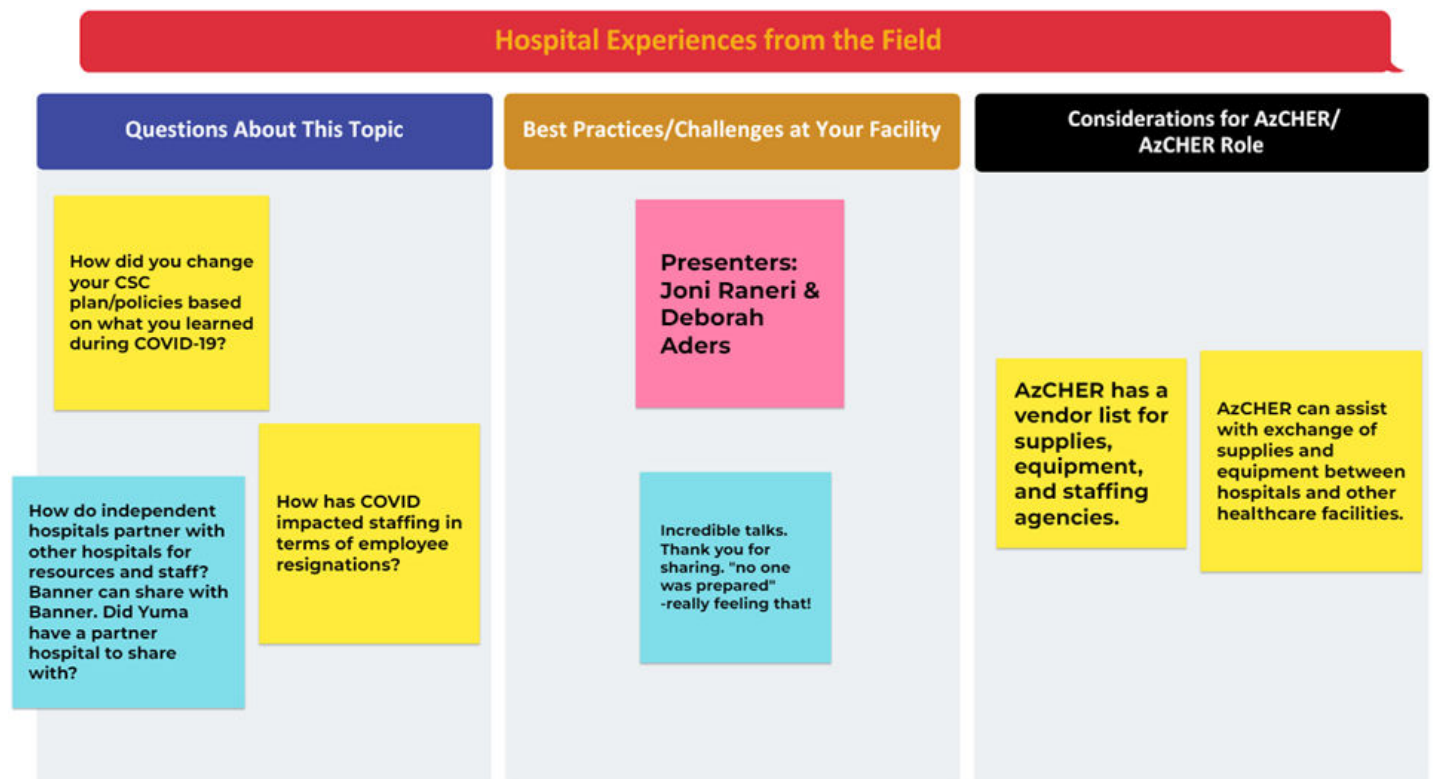 Hospital Experiences from the Field
Questions About This Topic
How did you change
your CSC
plan/policies based
on what you learned
during COVID-19?
How do independent
hospitals partner with
other hospitals for
resources and staff?
Banner can share with
Banner. Did Yuma
have a partner
hospital to share
with?
How has COVID
impacted staffing in
terms of employee
resignations?
Best Practices/Challenges at Your Facility
Presenters:
Joni Raneri &
Deborah
Aders
Incredible talks.
Thank you for
sharing. "no one
was prepared"
-really feeling that!
Considerations for AzCHER/
AzCHER Role
AzCHER has a
vendor list for
supplies,
equipment,
and staffing
agencies.
AzCHER can assist
with exchange of
supplies and
equipment between
hospitals and other
healthcare facilities.